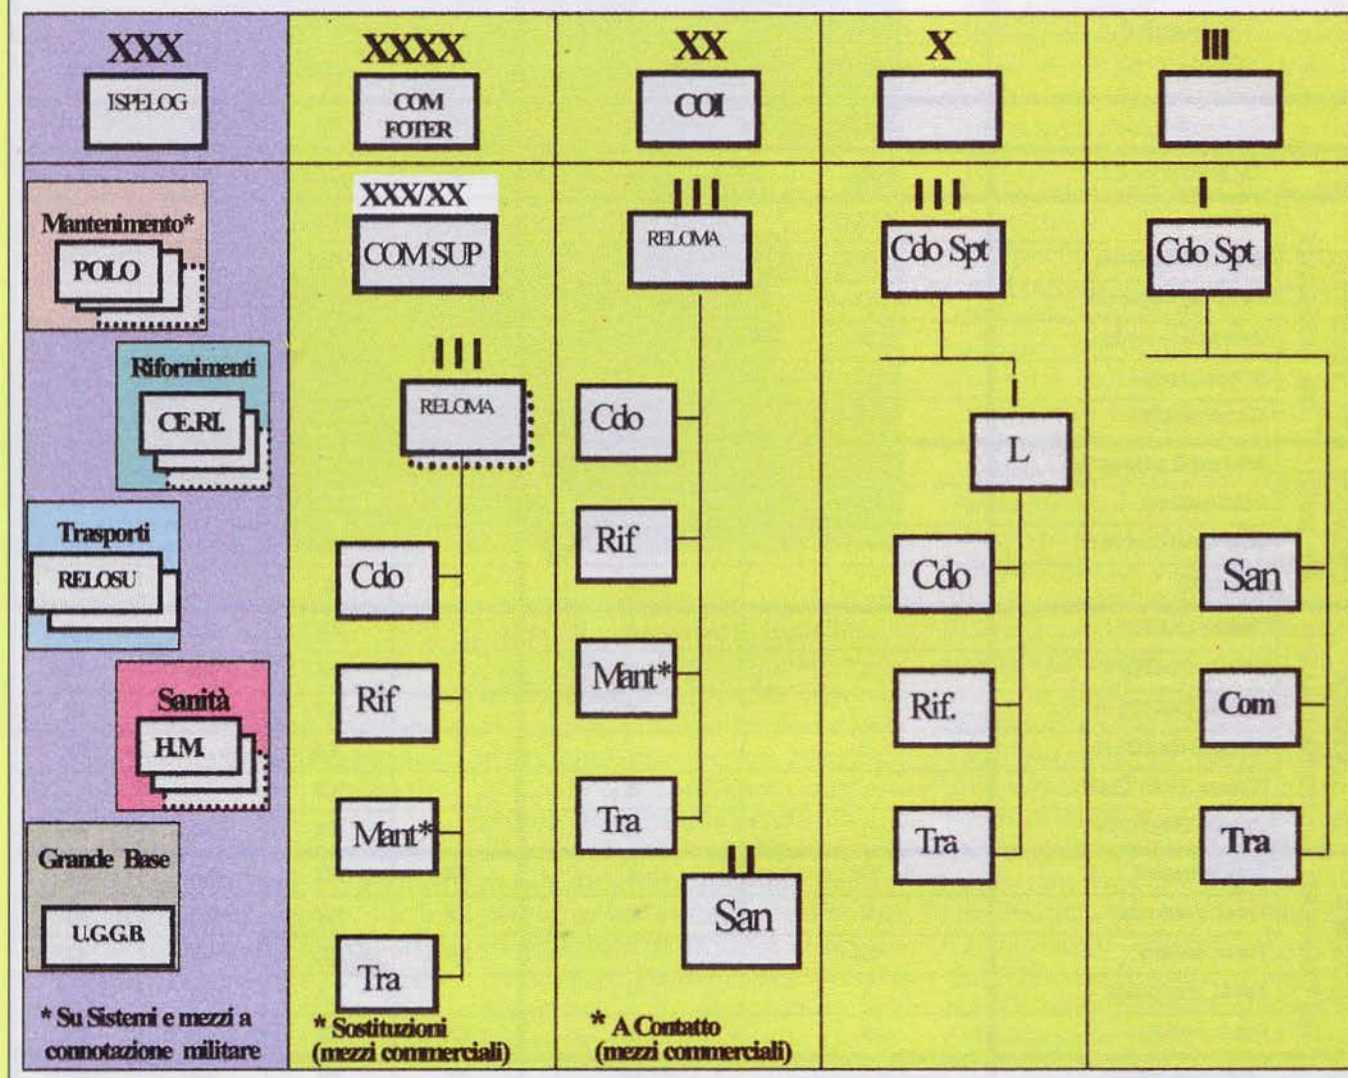 XXX
ISPELOG
Mantenimento*
POLO
Rifornimenti
CE.RI.
Trasporti
RELOSU
Sanità
H.M.
Grande Base
U.G.G.B.
* Su Sistemi e mezzi a
connotazione militare
XXXX
COM
FOTER
XXX/XX
COM.SUP
III
RELOMA
Cdo
Rif
Mant*
Tra
* Sostituzioni
(mezzi commerciali)
XX
COI
III
RELOMA
Cdo
Rif
Mant*
Tra
II
San
* A Contatto
(mezzi commerciali)
X
III
Cdo Spt
I
L
Cdo
Rif.
Tra
III
I
Cdo Spt
San
Com
Tra